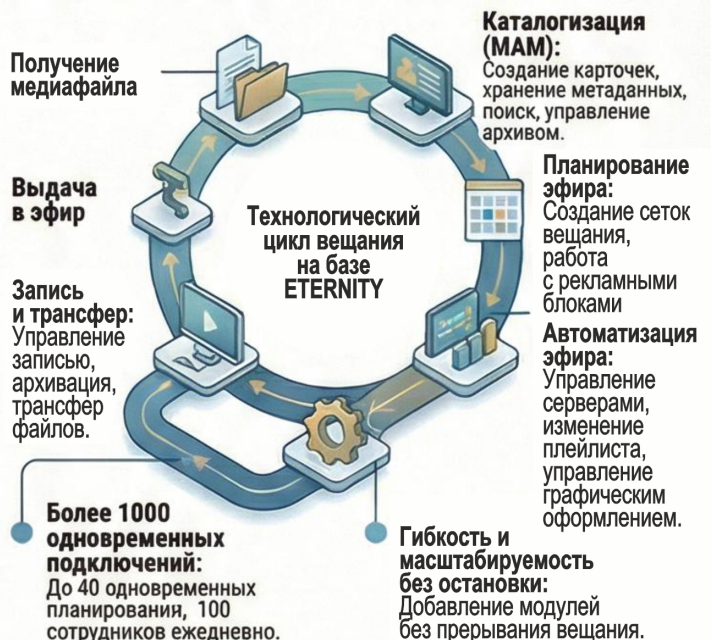 Получение
медиафайла
Каталогизация
(MAM):
Создание карточек,
хранение метаданных,
поиск, управление
архивом.
Планирование
эфира:
Создание сеток
вещания,
работа
с рекламными
блоками
Автоматизация
эфира:
Управление
серверами,
изменение
плейлиста,
управление
графическим
оформлением.
Выдача
в эфир
Технологический
цикл вещания
на базе
ETERNITY
Запись
и трансфер:
Управление
записью,
архивация,
трансфер
файлов.
Более 1000
одновременных
подключений:
До 40 одновременных
планирования, 100
сотрудников ежедневно.
Гибкость и
масштабируемость
без остановки:
Добавление модулей
без прерывания вещания.